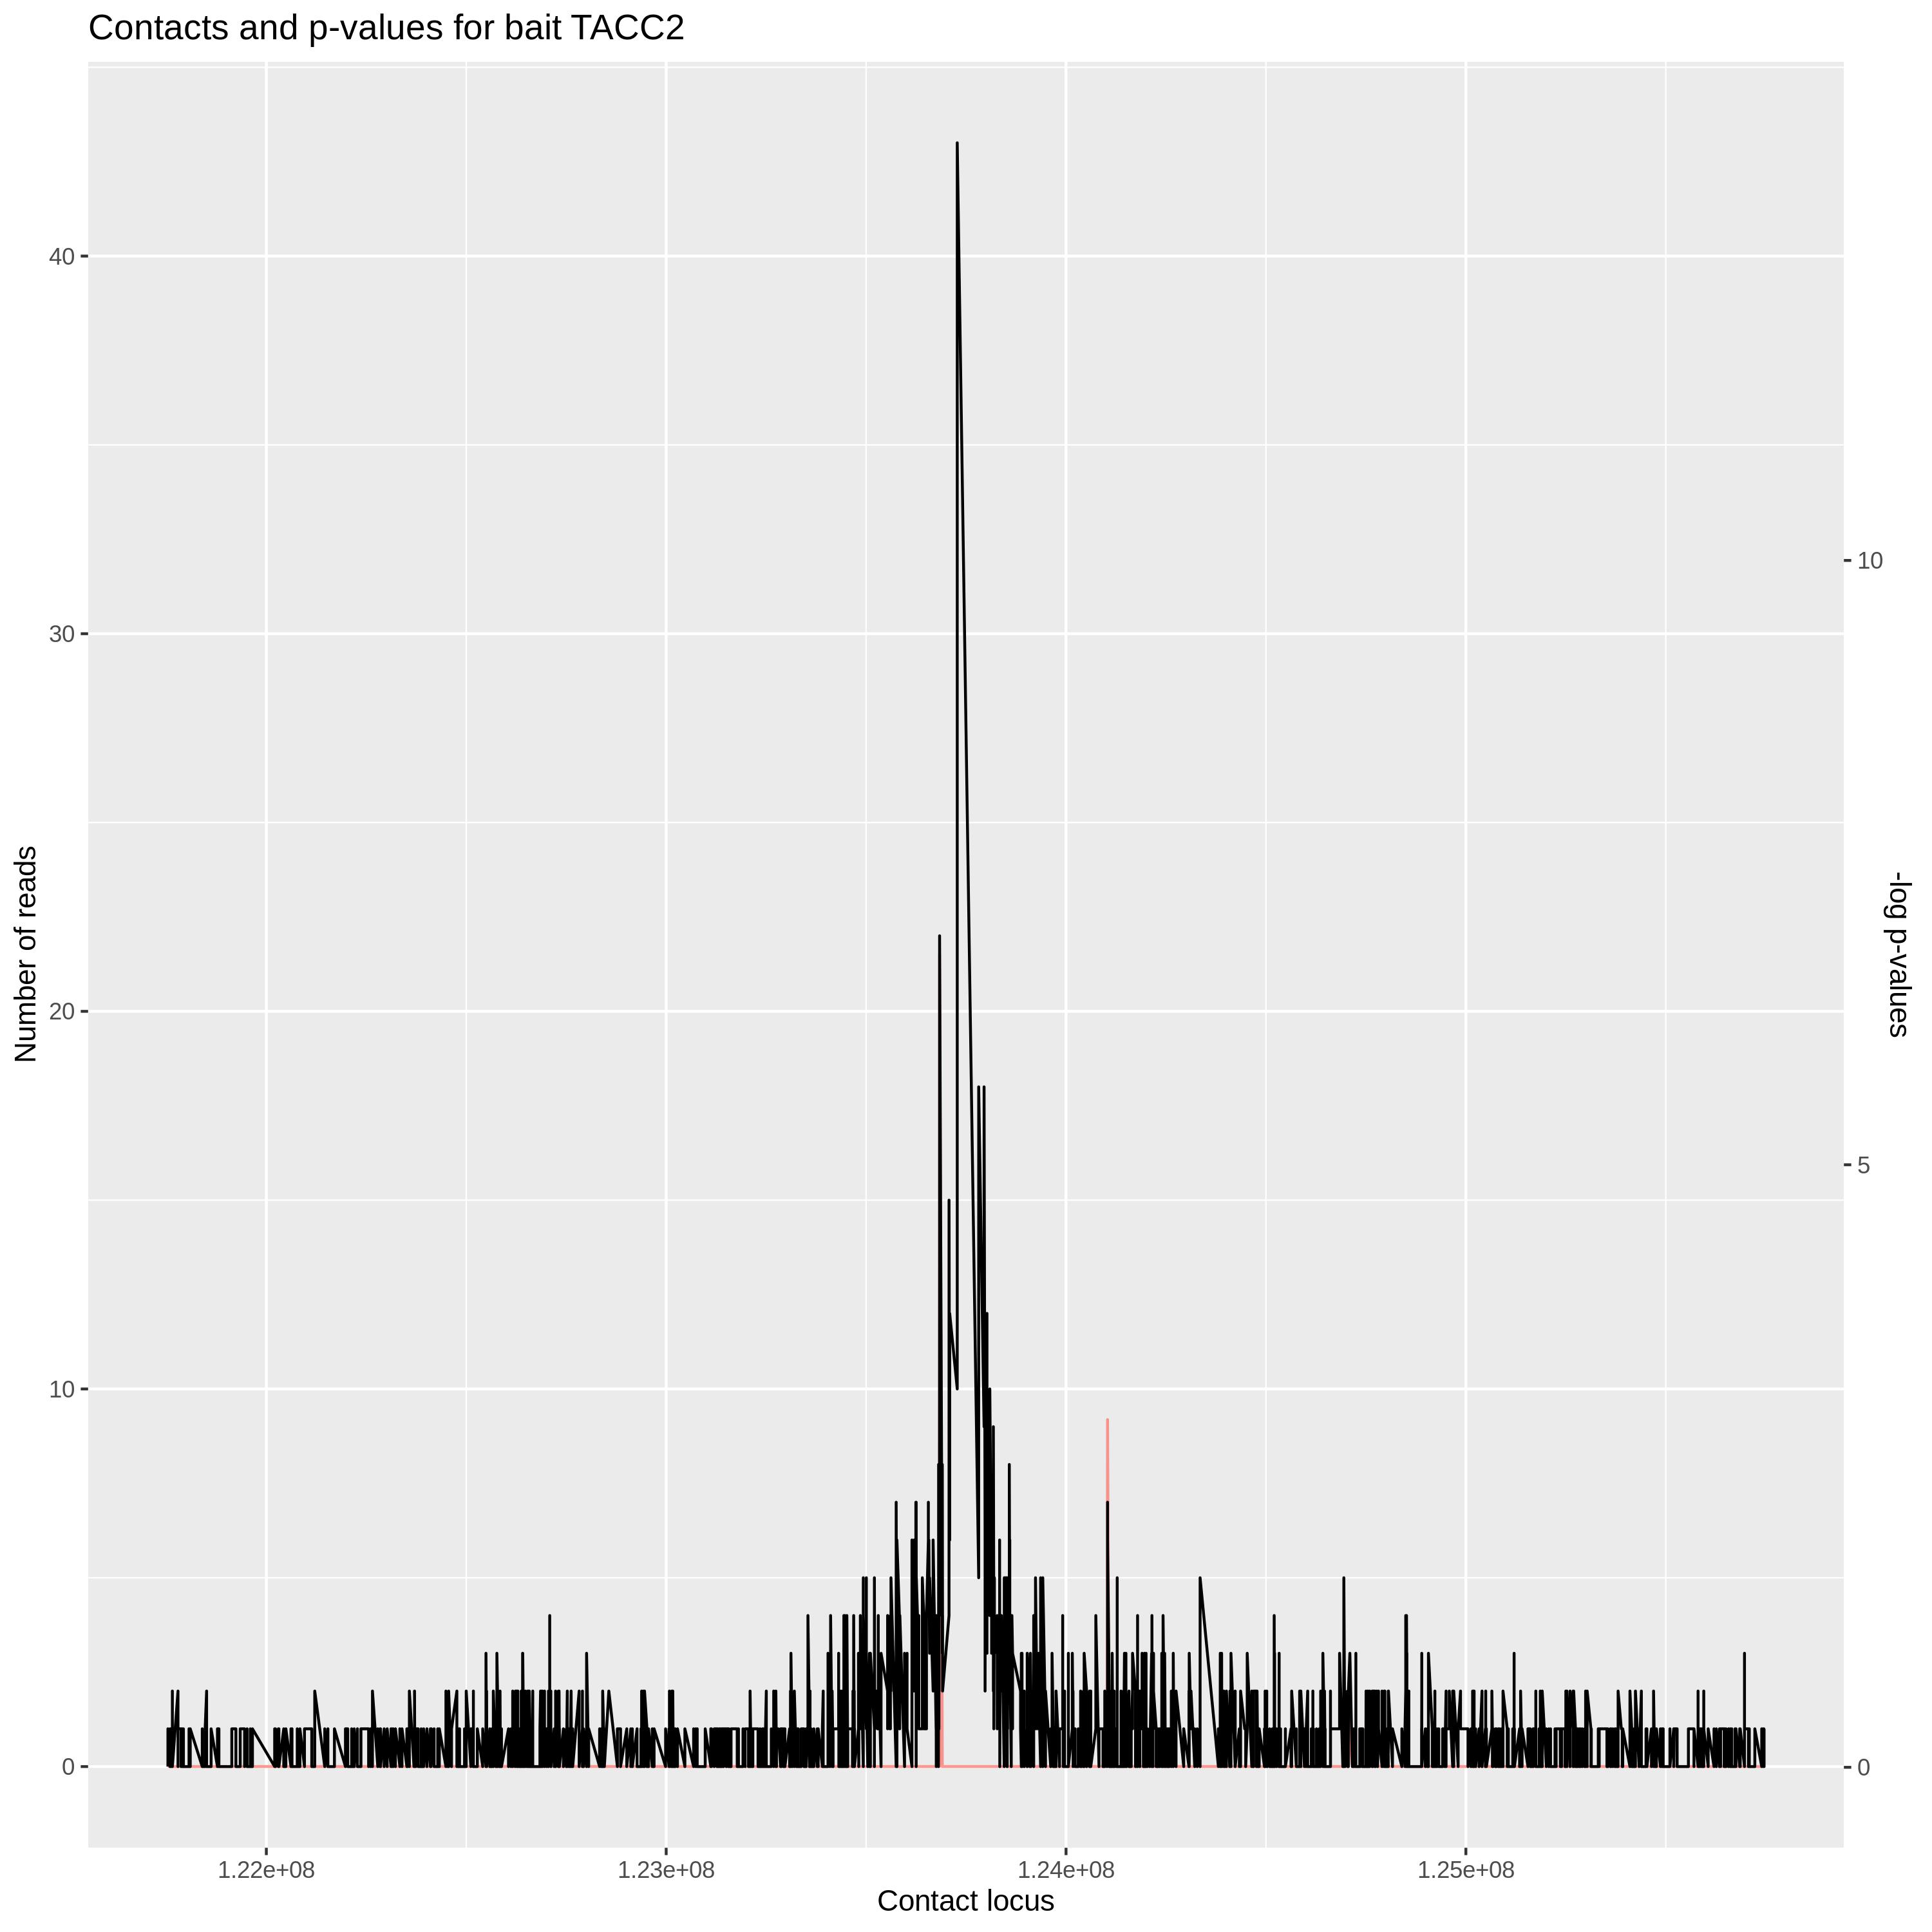 Contacts and p-values for bait TACC2
Number of reads
40
30
20
10
0
10
5
0
-log p-values
1.22e+08
1.23e+08
1.24e+08
1.25e+08
Contact locus